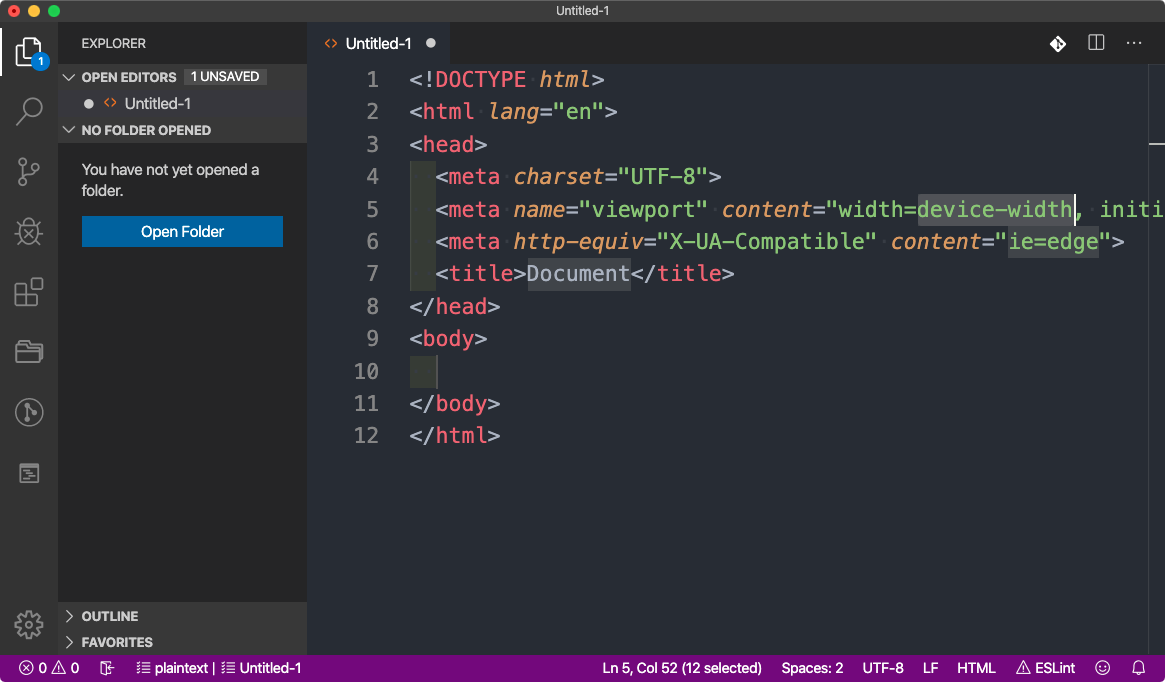 Untitled-1
EXPLORER
OPEN EDITORS 1 UNSAVED
Untitled-1
NO FOLDER OPENED
You have not yet opened a
folder.
Open Folder
OUTLINE
FAVORITES
1
<> Untitled-1
1 <!DOCTYPE html>
2 <html lang="en">
3 <head>
4 <meta charset="UTF-8">
5 <meta name="viewport" content="width=device-width, initi
6 <meta http-equiv="X-UA-Compatible" content="ie=edge">
7 <title>Document</title>
8 </head>
9 <body>
10
11 </body>
12 </html>
0 0 plaintext | Untitled-1 Ln 5, Col 52 (12 selected) Spaces: 2 UTF-8 LF HTML ESLint